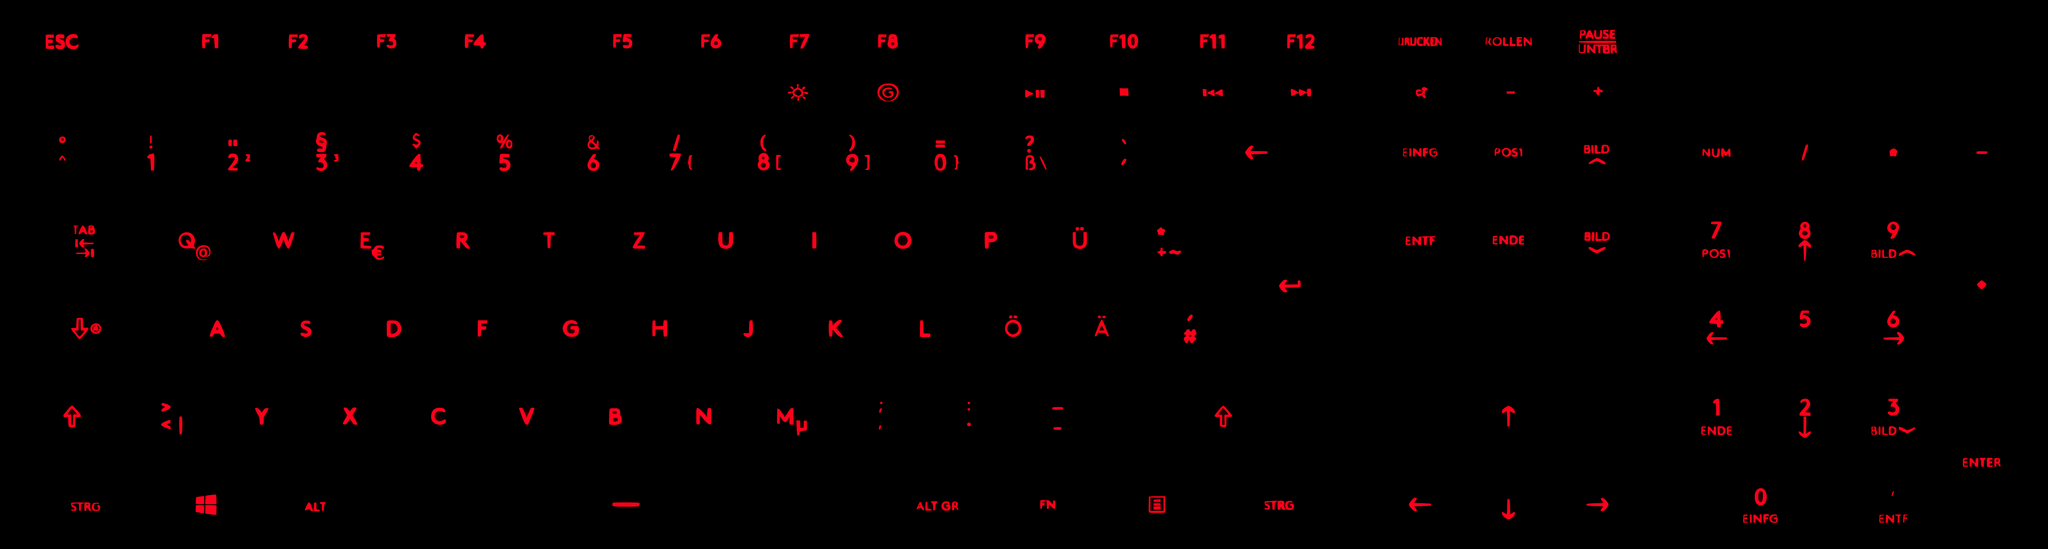 ESC F1 F2 F3 F4 F5 F6 F7 F8 F9 F10 F11 F12 DRUCKEN ROLLEN PAUSE
UNTBR
G - +
° ! " § $ % & / ( ) = ? `
^ 1 2 ² 3 ³ 4 5 6 7 { 8 [ 9 ] 0 } ß \ ´ ← EINFG POS1 BILD NUM / * -
TAB Q @ W E € R T Z U I O P Ü * + ~ ENTF ENDE BILD 7 8 9
POS1 ↑ BILD
A S D F G H J K L Ö Ä ' # 4 5 6
← →
> < | Y X C V B N M µ ; , : . _ - ↑ 1 2 3
ENDE ↓ BILD
ENTER
STRG ALT ALT GR FN STRG ← ↓ → 0 ,
EINFG ENTF